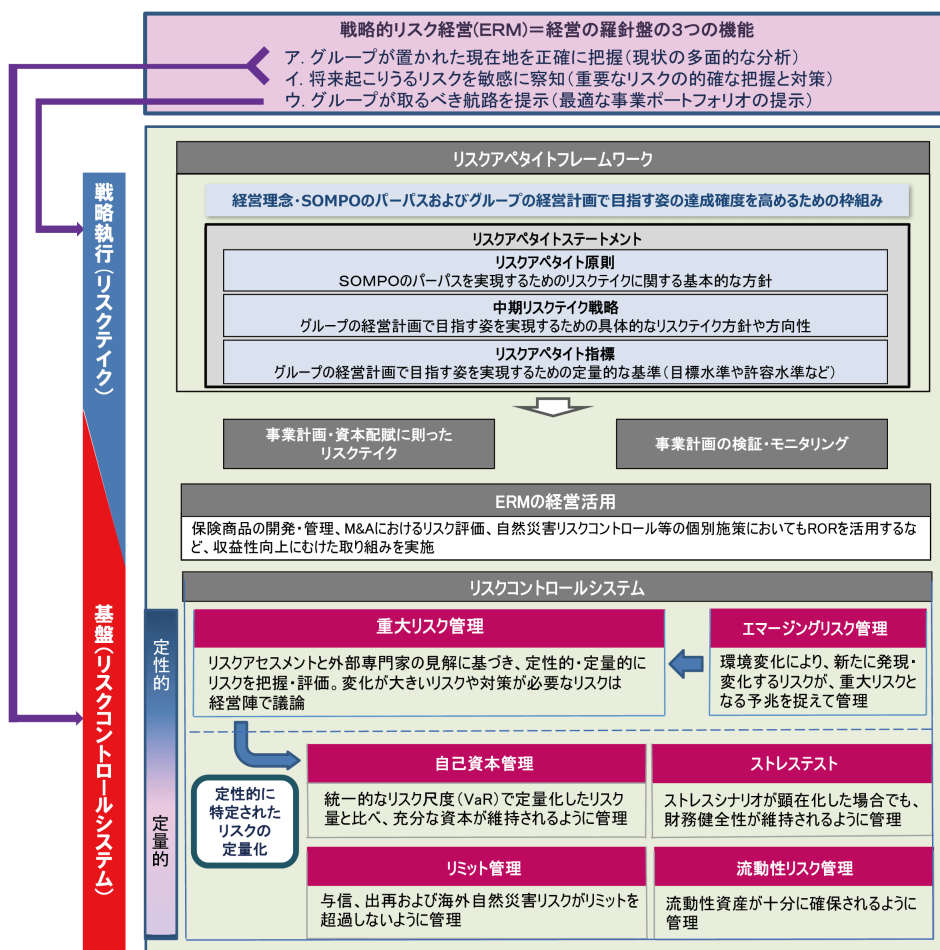 戦略的リスク経営(ERM)＝経営の羅針盤の3つの機能
ア. グループが置かれた現在地を正確に把握(現状の多面的な分析)
イ. 将来起こりうるリスクを敏感に察知(重要なリスクの的確な把握と対策)
ウ. グループが取るべき航路を提示(最適な事業ポートフォリオの提示)
戦略執行(リスクテイク)
リスクアペタイトフレームワーク
経営理念・SOMPOのパーパスおよびグループの経営計画で目指す姿の達成確度を高めるための枠組み
リスクアペタイトステートメント
リスクアペタイト原則
SOMPOのパーパスを実現するためのリスクテイクに関する基本的な方針
中期リスクテイク戦略
グループの経営計画で目指す姿を実現するための具体的なリスクテイク方針や方向性
リスクアペタイト指標
グループの経営計画で目指す姿を実現するための定量的な基準(目標水準や許容水準など)
事業計画・資本配賦に則った
リスクテイク
事業計画の検証・モニタリング
ERMの経営活用
保険商品の開発・管理、M&Aにおけるリスク評価、自然災害リスクコントロール等の個別施策においてもRORを活用するな
ど、収益性向上にむけた取り組みを実施
基盤(リスクコントロールシステム)
リスクコントロールシステム
定性的
重大リスク管理
リスクアセスメントと外部専門家の見解に基づき、定性的・定量的に
リスクを把握・評価。変化が大きいリスクや対策が必要なリスクは
経営陣で議論
エマージングリスク管理
環境変化により、新たに発現・
変化するリスクが、重大リスクと
なる予兆を捉えて管理
定量的
定性的に
特定された
リスクの
定量化
自己資本管理
統一的なリスク尺度(VaR)で定量化したリスク
量と比べ、充分な資本が維持されるように管理
ストレステスト
ストレスシナリオが顕在化した場合でも、
財務健全性が維持されるように管理
リミット管理
与信、出再および海外自然災害リスクがリミットを
超過しないように管理
流動性リスク管理
流動性資産が十分に確保されるように
管理